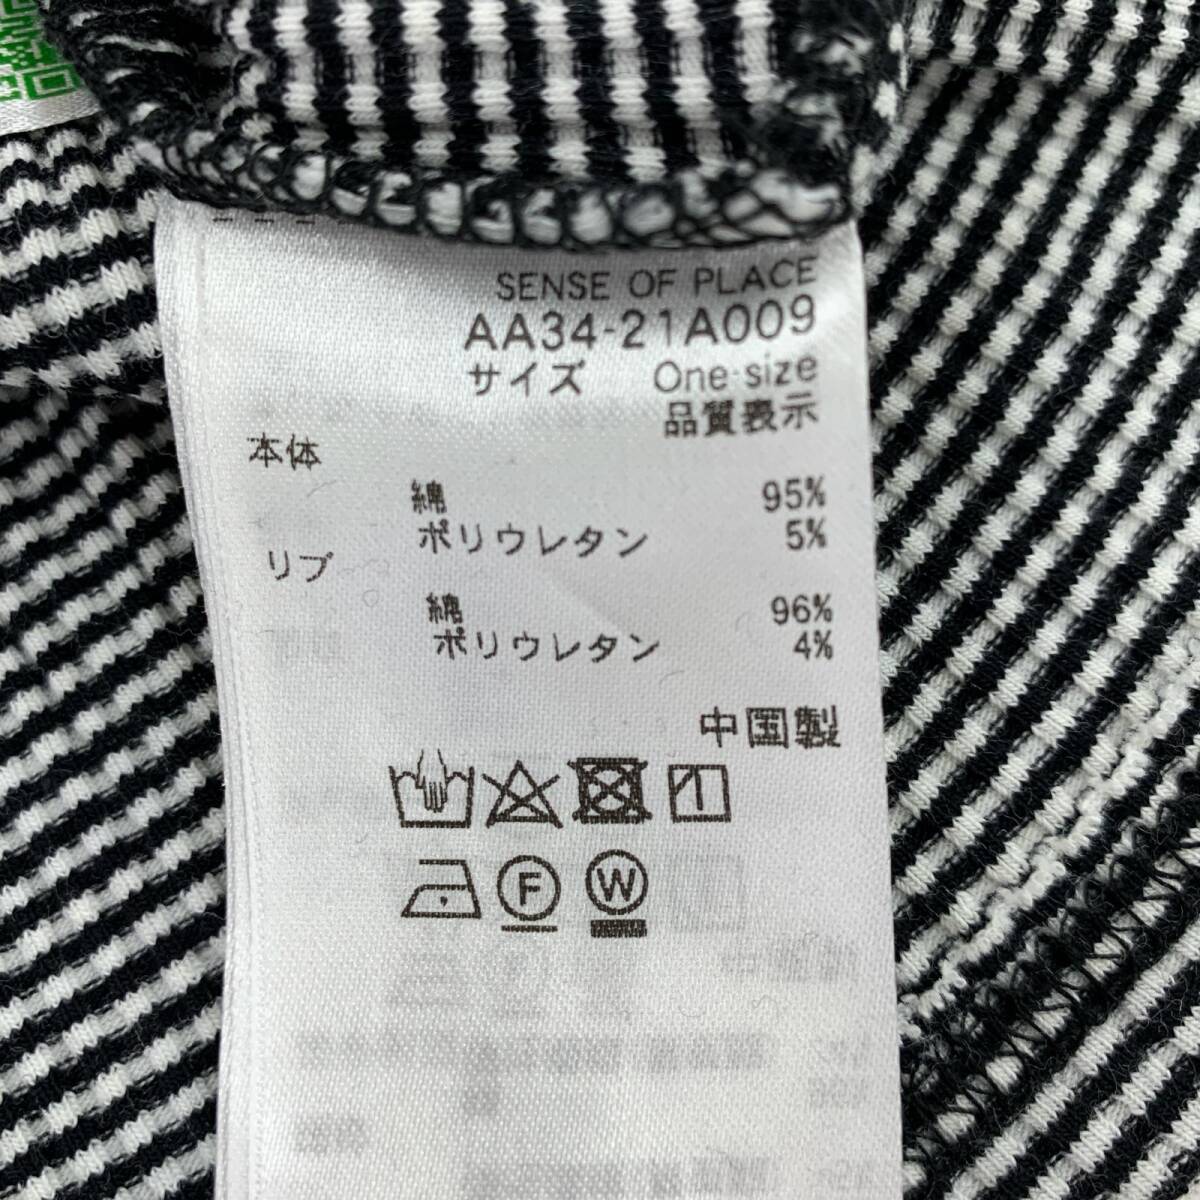 SENSE OF PLACE
AA34-21A009
サイズ One-size
品質表示
本体
綿 95%
ポリウレタン 5%
リブ
綿 96%
ポリウレタン 4%
中国製
F W